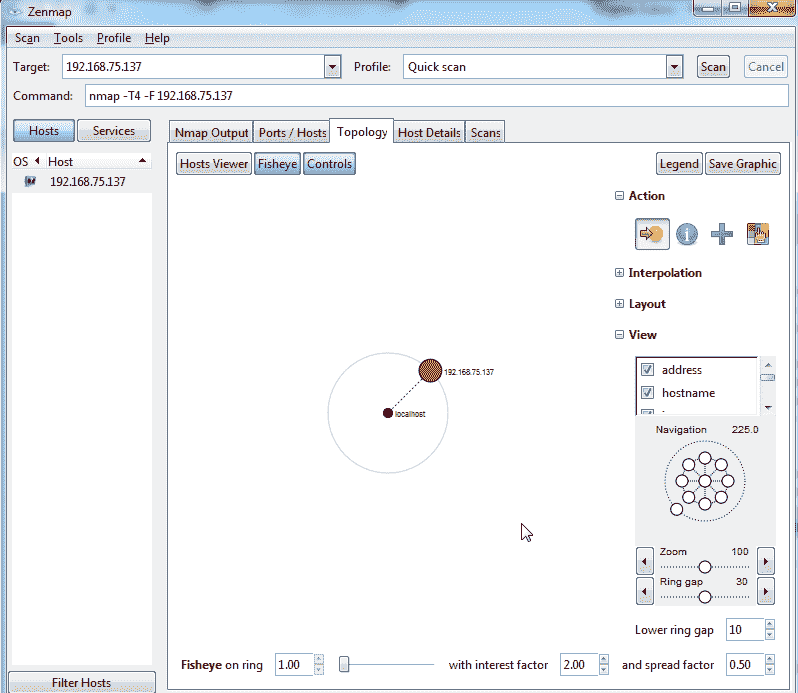 Zenmap
Scan Tools Profile Help
Target: 192.168.75.137 Profile: Quick scan Scan Cancel
Command: nmap -T4 -F 192.168.75.137
Hosts Services
OS Host
192.168.75.137
Filter Hosts
Nmap Output Ports / Hosts Topology Host Details Scans
Hosts Viewer Fisheye Controls Legend Save Graphic
192.168.75.137
localhost
Action
Interpolation
Layout
View
address
hostname
Navigation 225.0
Zoom 100
Ring gap 30
Lower ring gap 10
Fisheye on ring 1.00 with interest factor 2.00 and spread factor 0.50